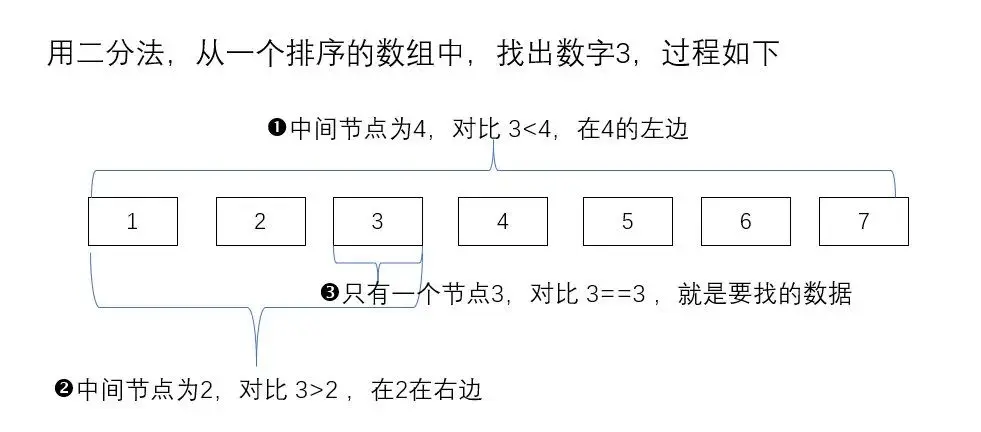 用二分法，从一个排序的数组中，找出数字3，过程如下
❶中间节点为4，对比 3<4，在4的左边
1 2 3 4 5 6 7
❸只有一个节点3，对比 3==3 ，就是要找的数据
❷中间节点为2，对比 3>2 ，在2在右边